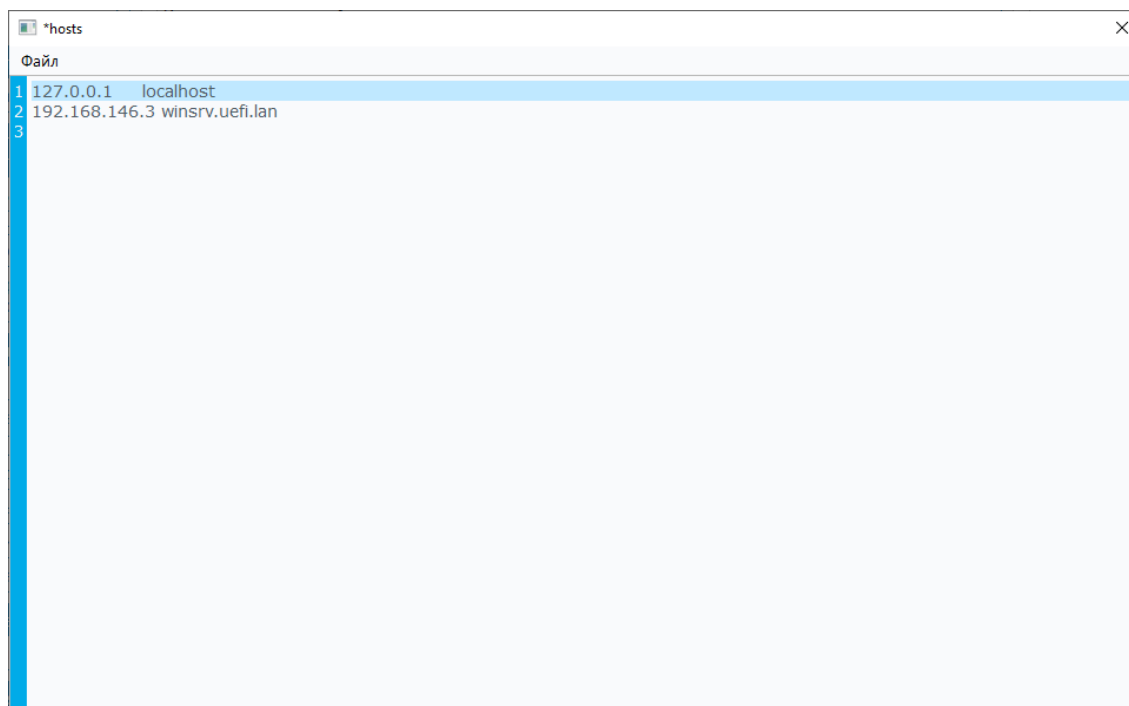 *hosts
Файл
1 127.0.0.1 localhost
2 192.168.146.3 winsrv.uefi.lan
3